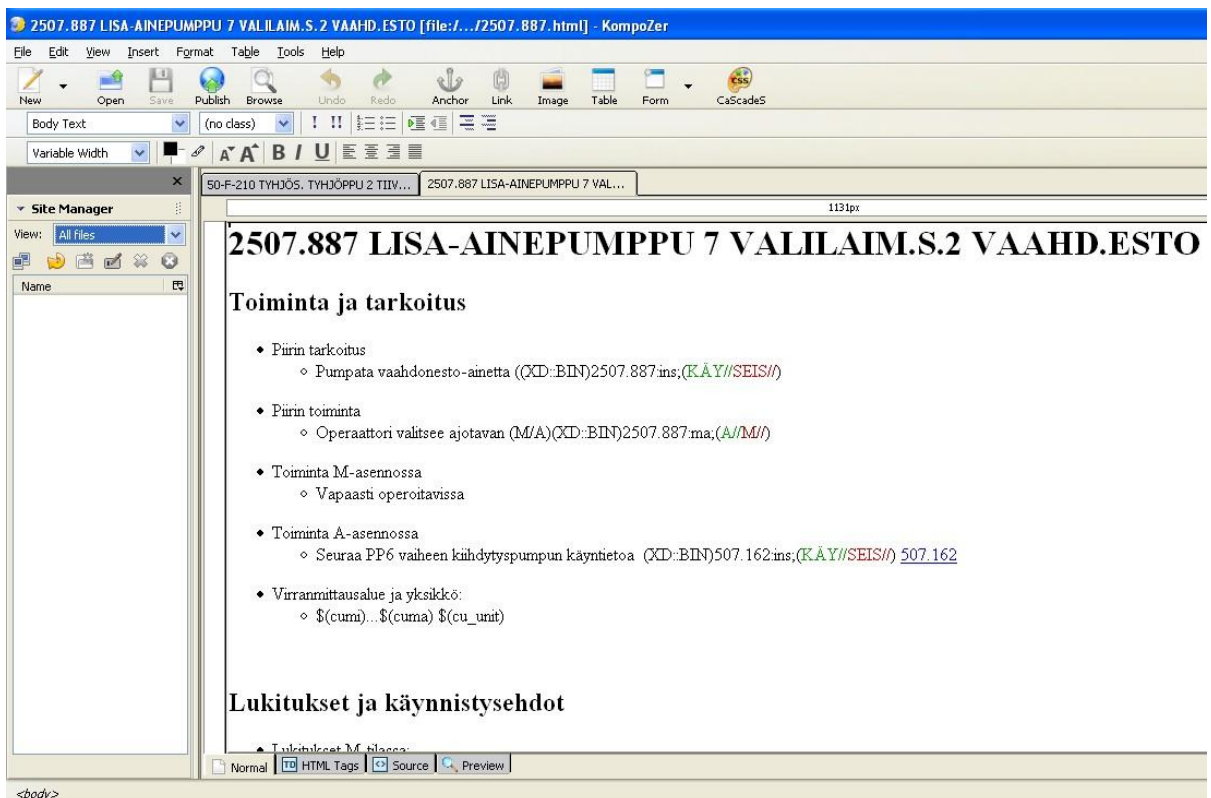 2507.887 LISA-AINEPUMPPU 7 VALILAIM.S.2 VAAHD.ESTO [file:/.../2507.887.html] - KompoZer
File Edit View Insert Format Table Tools Help
New Open Save Publish Browse Undo Redo Anchor Link Image Table Form CaScadeS
Body Text (no class)
Variable Width
50-F-210 TYHJÖS. TYHJÖPPU 2 TIIV... 2507.887 LISA-AINEPUMPPU 7 VAL...
Site Manager
1131px
View: All files
Name
2507.887 LISA-AINEPUMPPU 7 VALILAIM.S.2 VAAHD.ESTO
Toiminta ja tarkoitus
Piirin tarkoitus
Pumpata vaahdonesto-ainetta ((XD::BIN)2507.887:ins;(KÄY//SEIS//)
Piirin toiminta
Operaattori valitsee ajotavan (M/A)(XD::BIN)2507.887:ma;(A//M//)
Toiminta M-asennossa
Vapaasti operoitavissa
Toiminta A-asennossa
Seuraa PP6 vaiheen kiihdytyspumpun käyntietoa (XD::BIN)507.162:ins;(KÄY//SEIS//) 507.162
Virranmittausalue ja yksikkö:
$(cumi)...$(cuma) $(cu_unit)
Lukitukset ja käynnistysehdot
Lukitukset M-tilassa:
Normal HTML Tags Source Preview
<body>